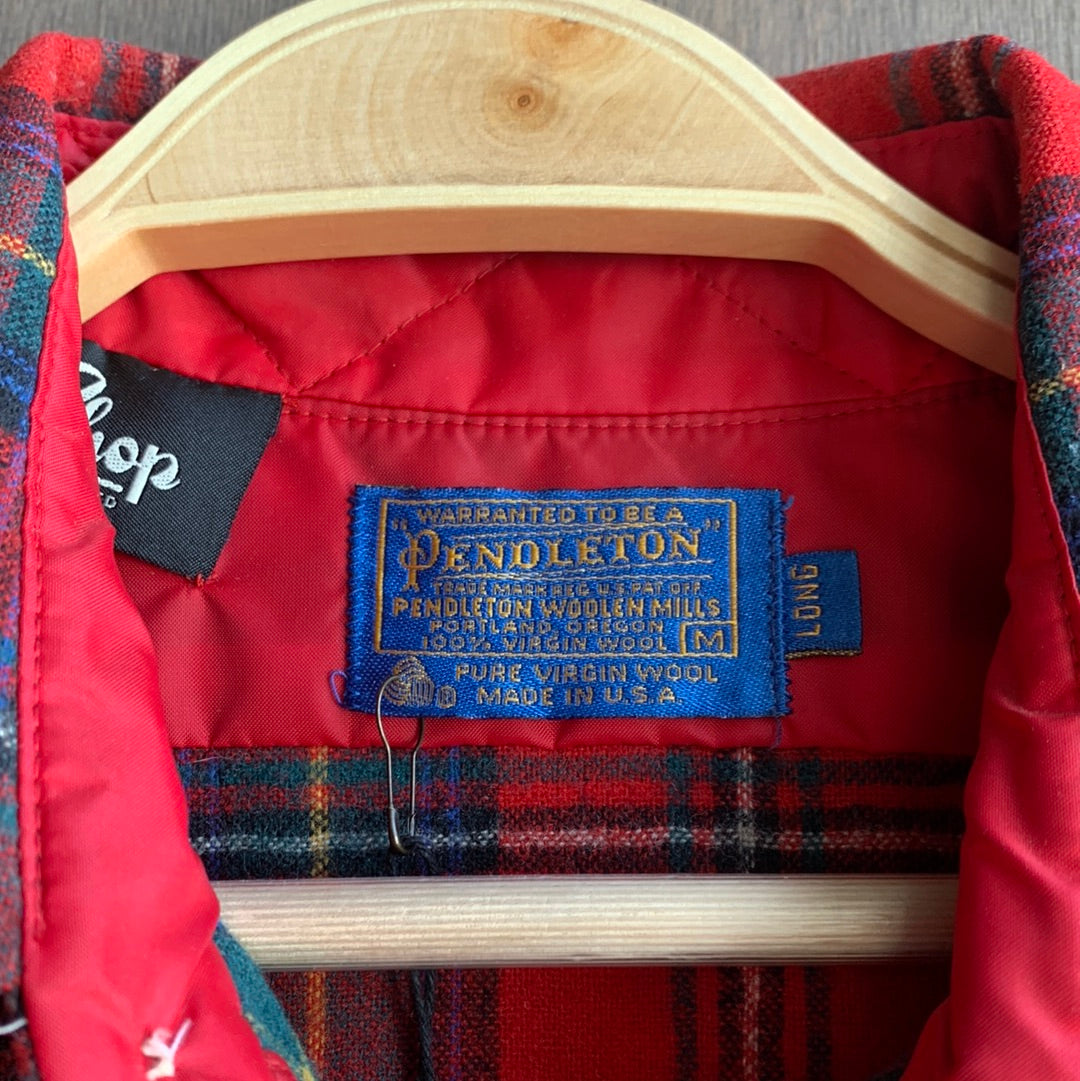 Shop
"WARRANTED TO BE A
"PENDLETON"
TRADE MARK REG. U.S. PAT. OFF.
PENDLETON WOOLEN MILLS
PORTLAND, OREGON
100% VIRGIN WOOL M
PURE VIRGIN WOOL
® MADE IN U.S.A.
LONG